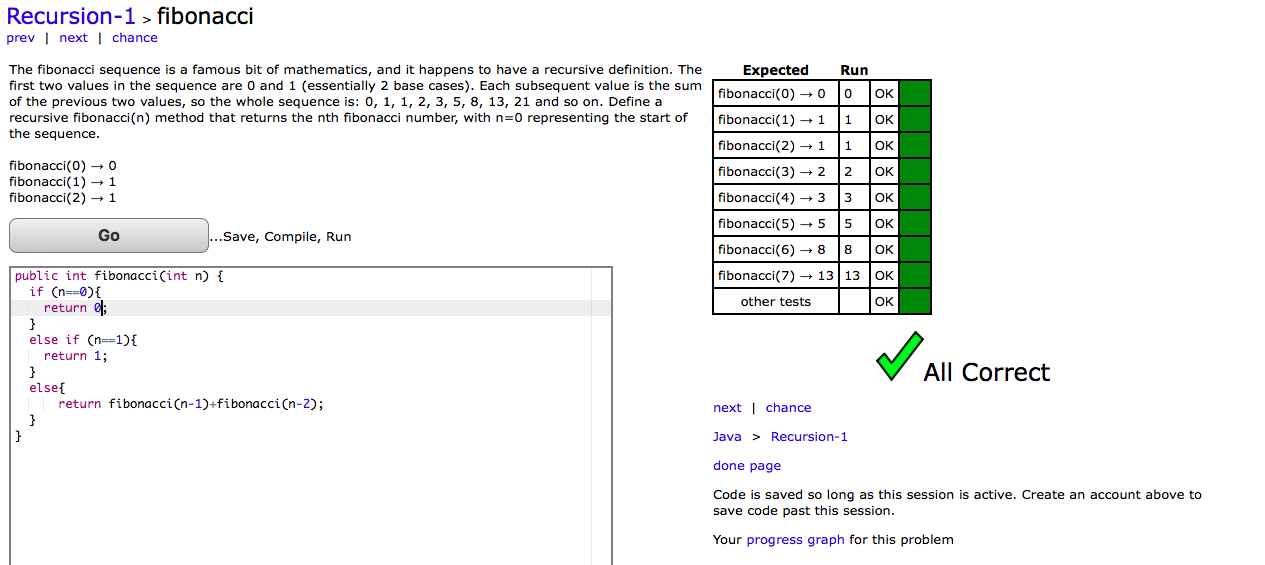 Recursion-1 > fibonacci
prev | next | chance
The fibonacci sequence is a famous bit of mathematics, and it happens to have a recursive definition. The
first two values in the sequence are 0 and 1 (essentially 2 base cases). Each subsequent value is the sum
of the previous two values, so the whole sequence is: 0, 1, 1, 2, 3, 5, 8, 13, 21 and so on. Define a
recursive fibonacci(n) method that returns the nth fibonacci number, with n=0 representing the start of
the sequence.
fibonacci(0) → 0
fibonacci(1) → 1
fibonacci(2) → 1
Go ...Save, Compile, Run
public int fibonacci(int n) {
  if (n==0){
    return 0;
  }
  else if (n==1){
    return 1;
  }
  else{
      return fibonacci(n-1)+fibonacci(n-2);
  }
}
Expected Run
fibonacci(0) → 0 0 OK
fibonacci(1) → 1 1 OK
fibonacci(2) → 1 1 OK
fibonacci(3) → 2 2 OK
fibonacci(4) → 3 3 OK
fibonacci(5) → 5 5 OK
fibonacci(6) → 8 8 OK
fibonacci(7) → 13 13 OK
other tests OK
All Correct
next | chance
Java > Recursion-1
done page
Code is saved so long as this session is active. Create an account above to
save code past this session.
Your progress graph for this problem